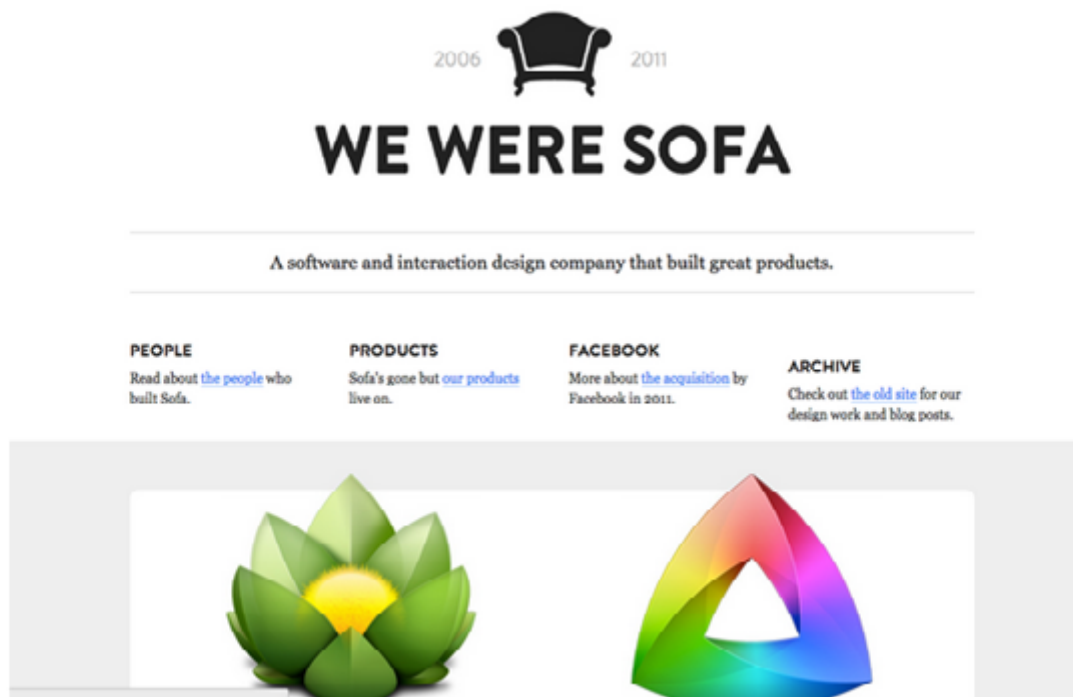 2006 2011
WE WERE SOFA
A software and interaction design company that built great products.
PEOPLE
Read about the people who
built Sofa.
PRODUCTS
Sofa's gone but our products
live on.
FACEBOOK
More about the acquisition by
Facebook in 2011.
ARCHIVE
Check out the old site for our
design work and blog posts.